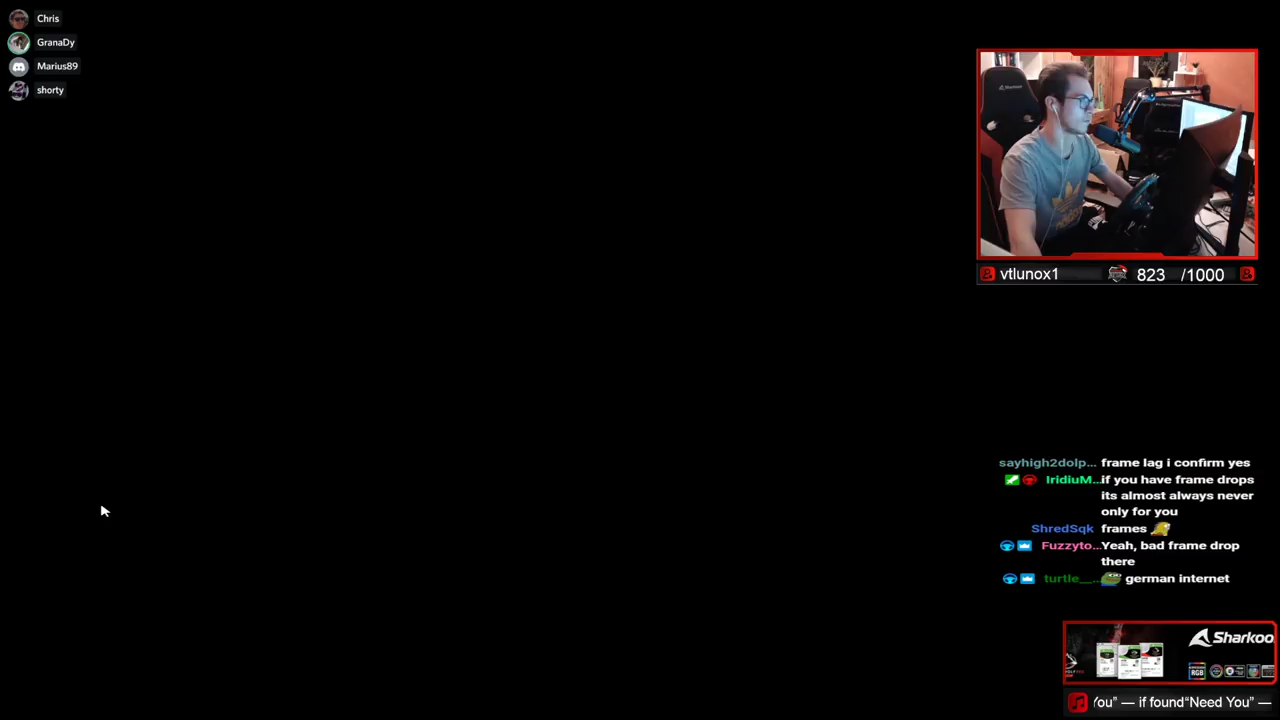 Chris
GranaDy
Marius89
shorty
vtlunox1
823 /1000
sayhigh2dolp... frame lag i confirm yes
IridiuM... if you have frame drops
its almost always never
only for you
ShredSqk frames
Fuzzyto... Yeah, bad frame drop
there
turtle__... german internet
Sharkoo
You” — if found“Need You” —